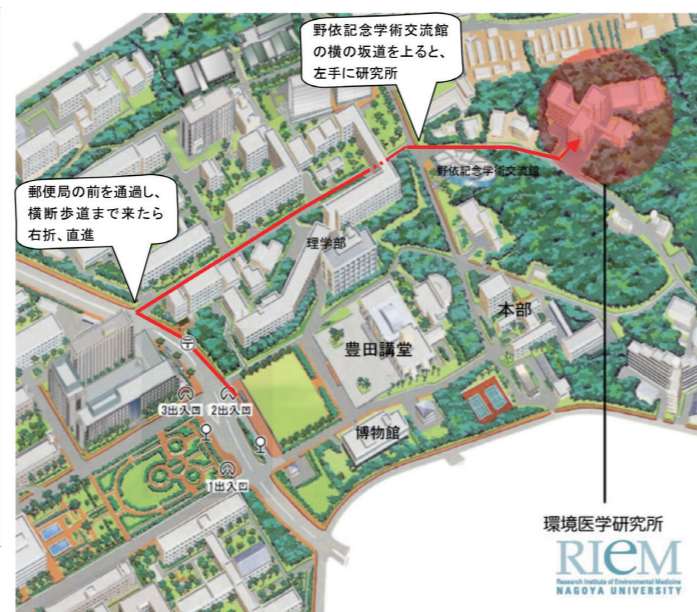 野依記念学術交流館
の横の坂道を上ると、
左手に研究所
郵便局の前を通過し、
横断歩道まで来たら
右折、直進
野依記念学術交流館
理学部
本部
豊田講堂
〒
3出入口
2出入口
博物館
1出入口
環境医学研究所
RIeM
Research Institute of Environmental Medicine
NAGOYA UNIVERSITY